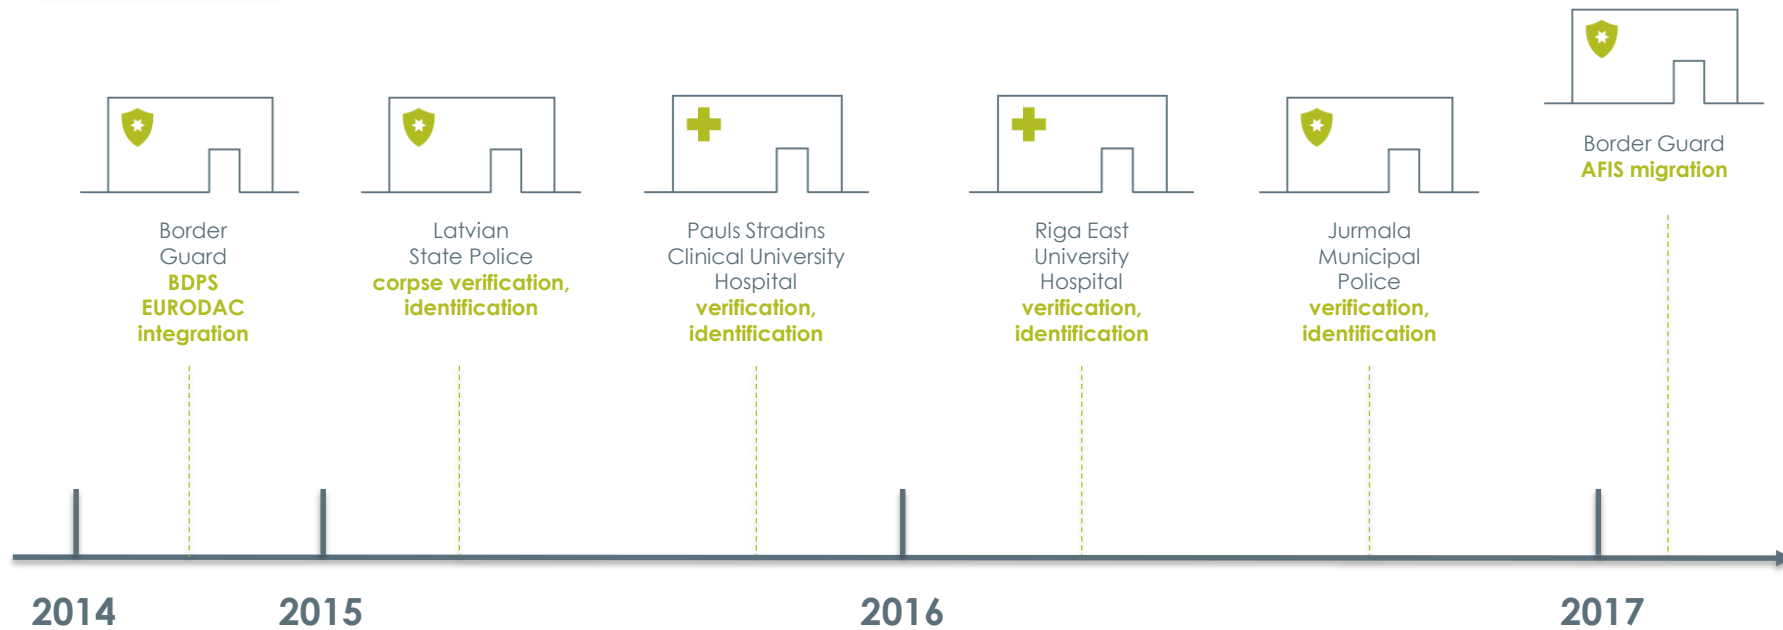 Border
Guard
BDPS
EURODAC
integration
Latvian
State Police
corpse verification,
identification
Pauls Stradins
Clinical University
Hospital
verification,
identification
Riga East
University
Hospital
verification,
identification
Jurmala
Municipal
Police
verification,
identification
Border Guard
AFIS migration
2014
2015
2016
2017